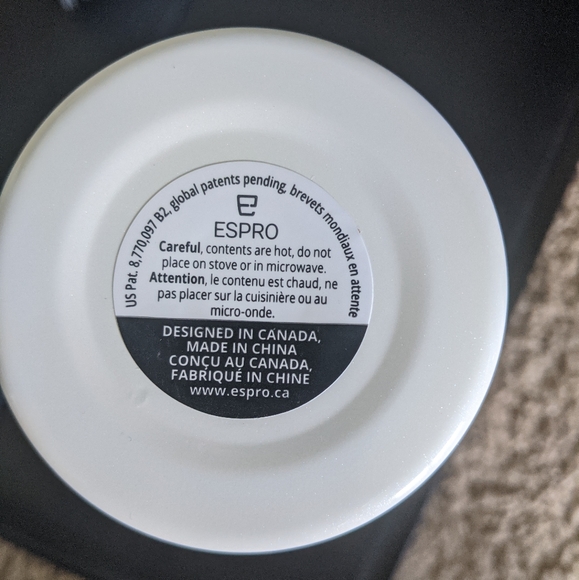 US Pat. 8,770,097 B2, global patents pending, brevets mondiaux en attente
ESPRO
Careful, contents are hot, do not
place on stove or in microwave.
Attention, le contenu est chaud, ne
pas placer sur la cuisinière ou au
micro-onde.
DESIGNED IN CANADA,
MADE IN CHINA
CONÇU AU CANADA,
FABRIQUÉ IN CHINE
www.espro.ca